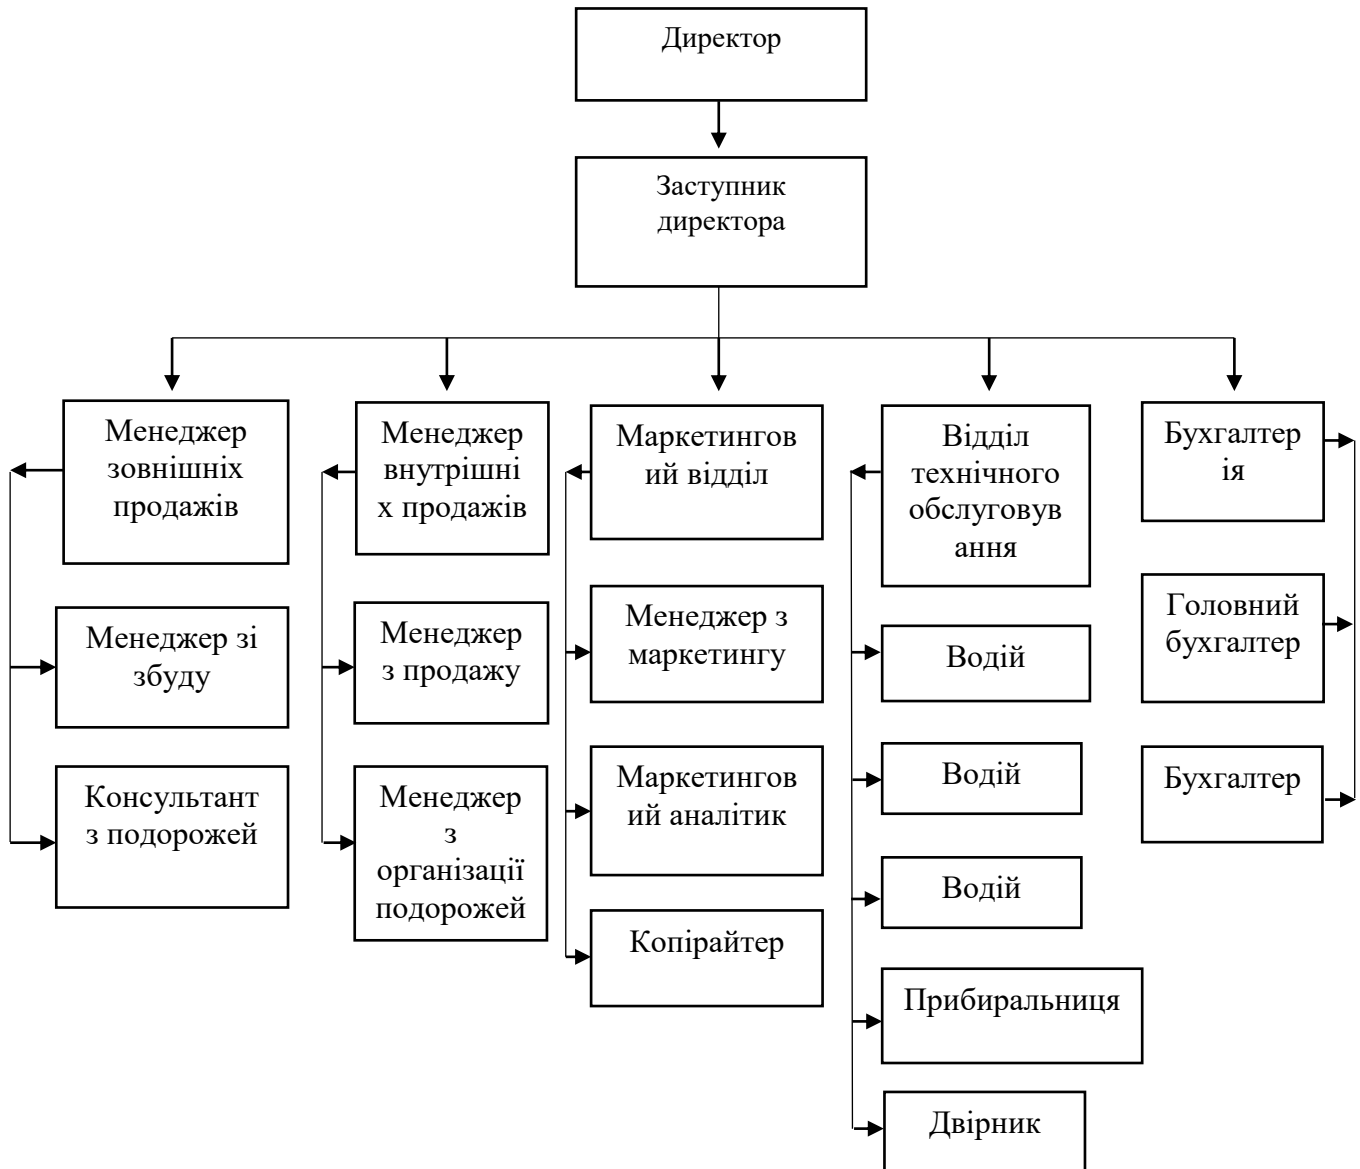 Директор
Заступник
директора
Менеджер
зовнішніх
продажів
Менеджер зі
збуду
Консультант
з подорожей
Менеджер
внутрішні
х продажів
Менеджер
з продажу
Менеджер
з
організації
подорожей
Маркетингов
ий відділ
Менеджер з
маркетингу
Маркетингов
ий аналітик
Копірайтер
Відділ
технічного
обслуговув
ання
Водій
Водій
Водій
Прибиральниця
Двірник
Бухгалтер
ія
Головний
бухгалтер
Бухгалтер